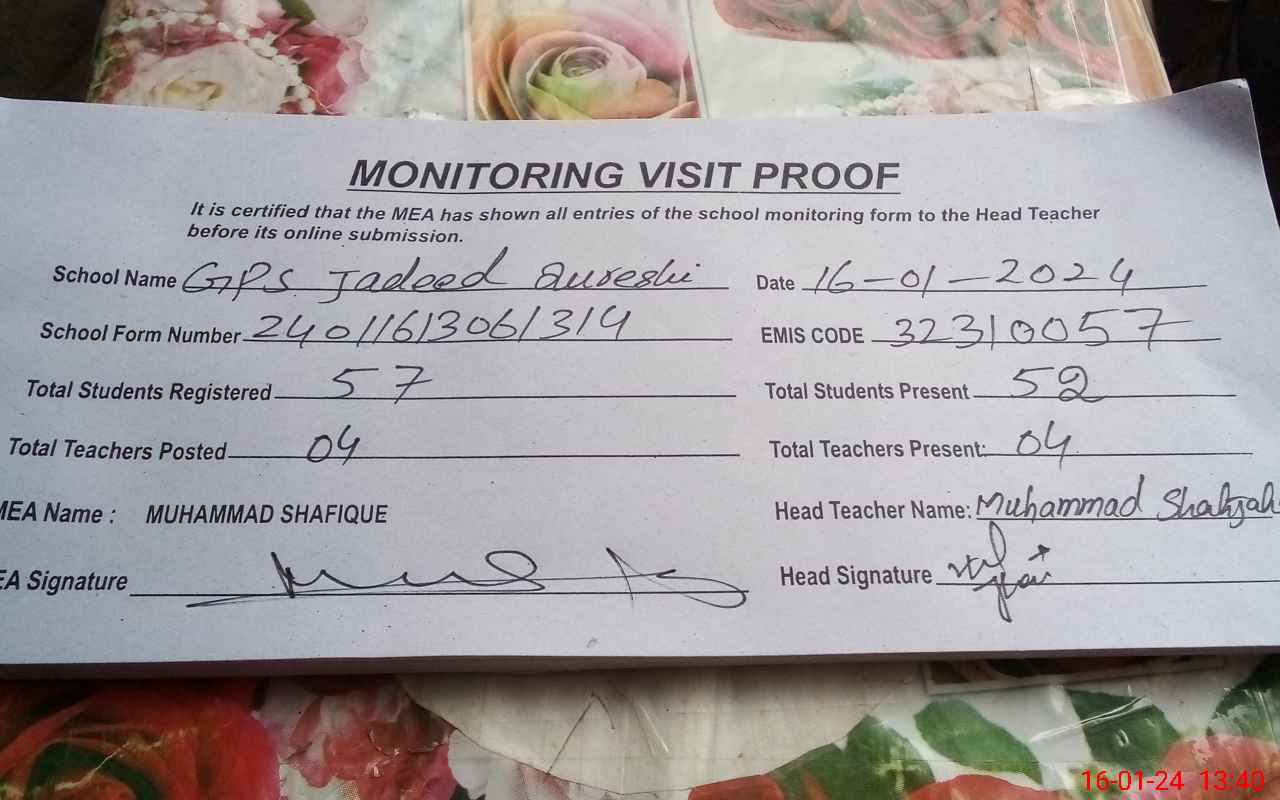 MONITORING VISIT PROOF
It is certified that the MEA has shown all entries of the school monitoring form to the Head Teacher
before its online submission.
School Name GPS Jadeed Qureshi Date 16-01-2024
School Form Number 24011613061314 EMIS CODE 32310057
Total Students Registered 57 Total Students Present 52
Total Teachers Posted 04 Total Teachers Present: 04
MEA Name : MUHAMMAD SHAFIQUE Head Teacher Name: Muhammad
EA Signature Head Signature
16-01-24 13:40